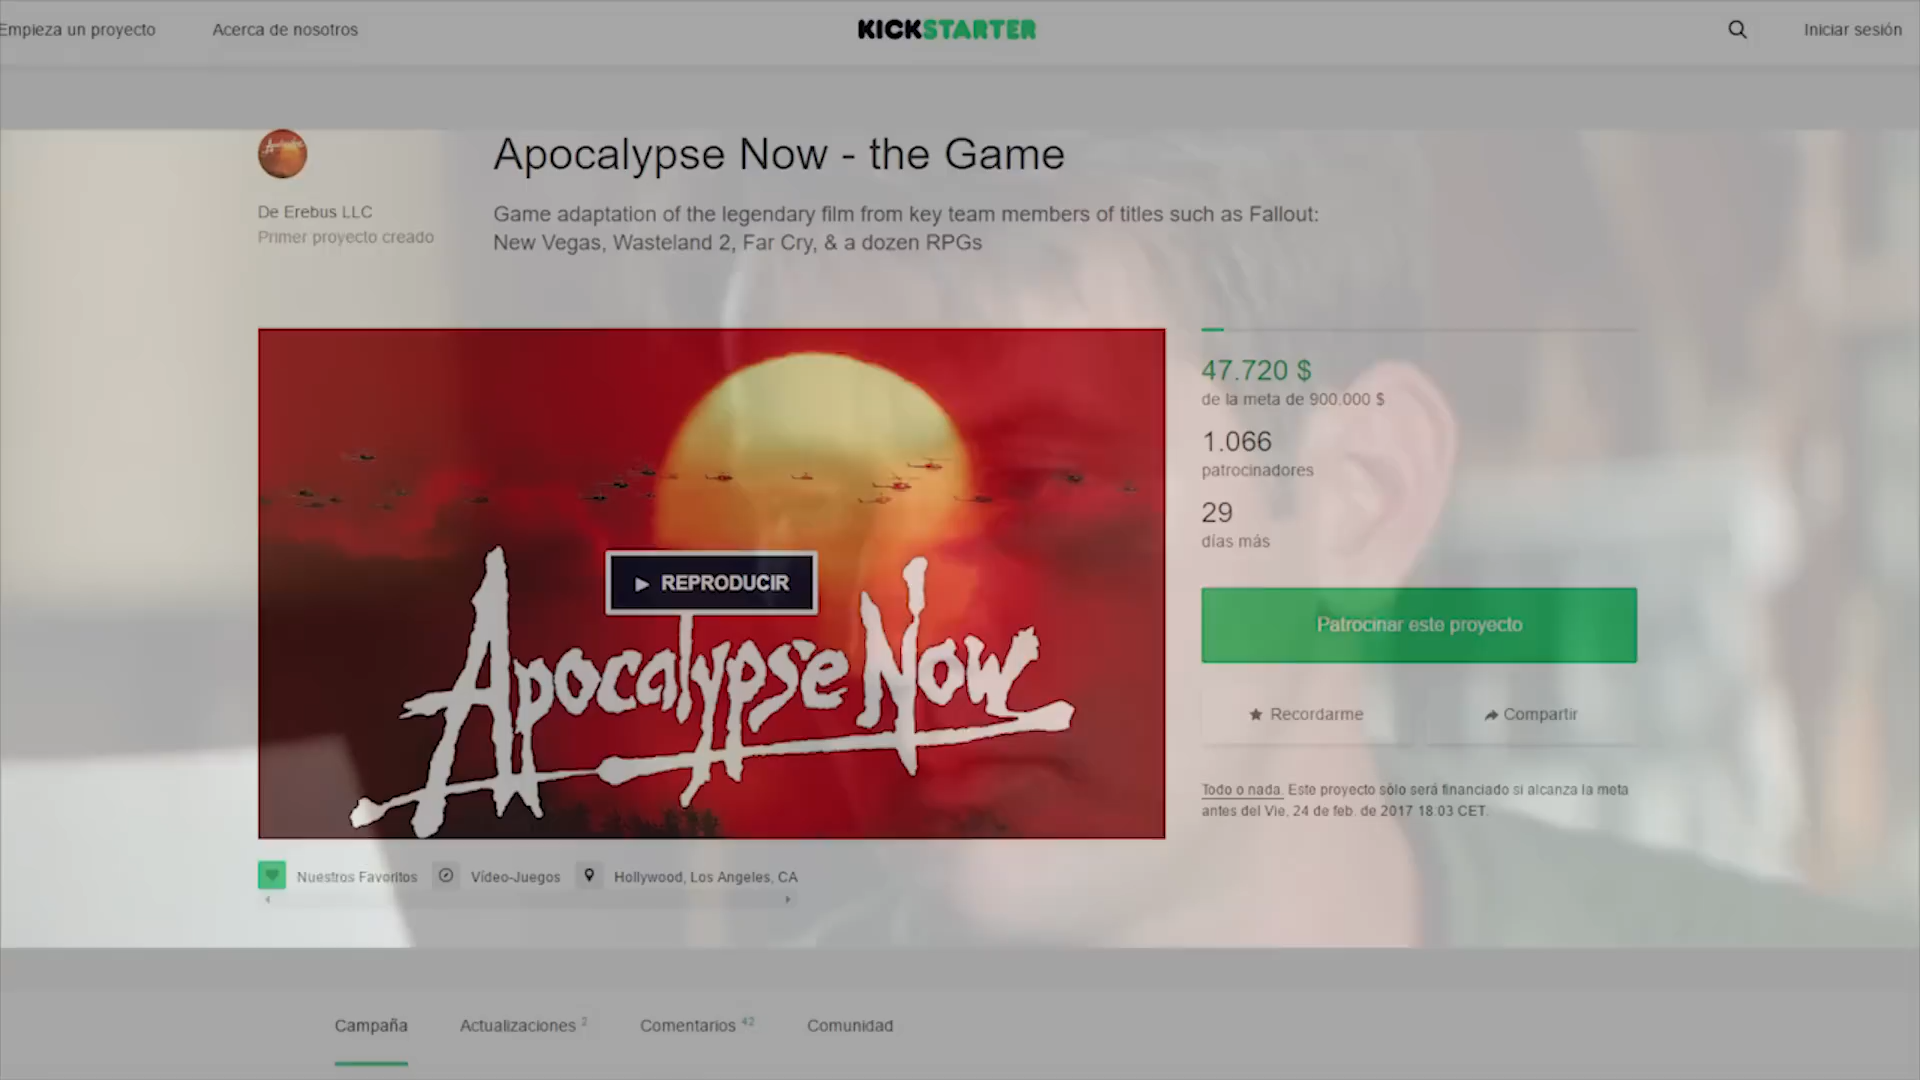 Empieza un proyecto
Acerca de nosotros
KICKSTARTER
Iniciar sesión
Apocalypse Now - the Game
De Erebus LLC
Primer proyecto creado
Game adaptation of the legendary film from key team members of titles such as Fallout:
New Vegas, Wasteland 2, Far Cry, & a dozen RPGs
REPRODUCIR
Apocalypse Now
47.720 $
de la meta de 900.000 $
1.066
patrocinadores
29
días más
Patrocinar este proyecto
Recordarme
Compartir
Todo o nada. Este proyecto sólo será financiado si alcanza la meta
antes del Vie, 24 de feb. de 2017 18:03 CET.
Nuestros Favoritos
Vídeo-Juegos
Hollywood, Los Angeles, CA
Campaña
Actualizaciones 2
Comentarios 42
Comunidad